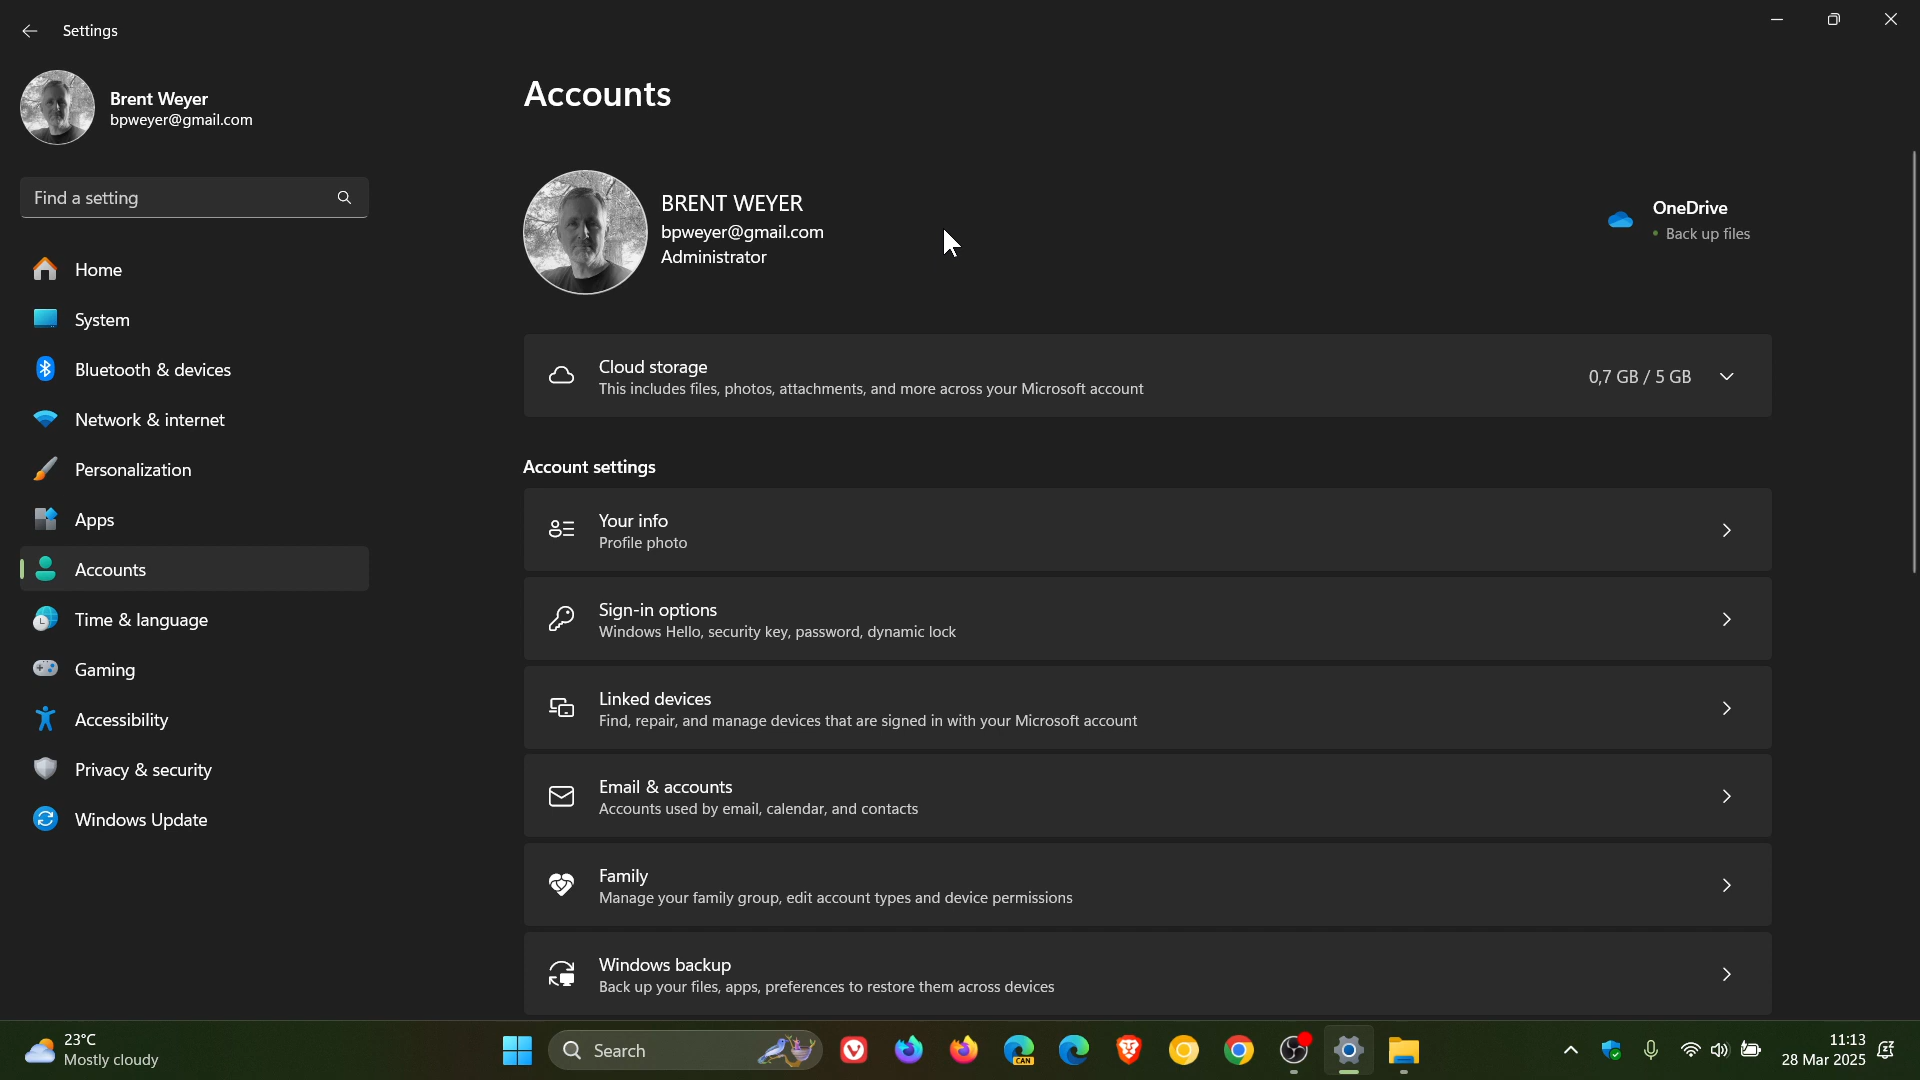 Settings
Brent Weyer
bpweyer@gmail.com
Find a setting
Home
System
Bluetooth & devices
Network & internet
Personalization
Apps
Accounts
Time & language
Gaming
Accessibility
Privacy & security
Windows Update
Accounts
BRENT WEYER
bpweyer@gmail.com
Administrator
OneDrive
• Back up files
Cloud storage
This includes files, photos, attachments, and more across your Microsoft account
0,7 GB / 5 GB
Account settings
Your info
Profile photo
Sign-in options
Windows Hello, security key, password, dynamic lock
Linked devices
Find, repair, and manage devices that are signed in with your Microsoft account
Email & accounts
Accounts used by email, calendar, and contacts
Family
Manage your family group, edit account types and device permissions
Windows backup
Back up your files, apps, preferences to restore them across devices
23°C
Mostly cloudy
Search
CAN
11:13
28 Mar 2025